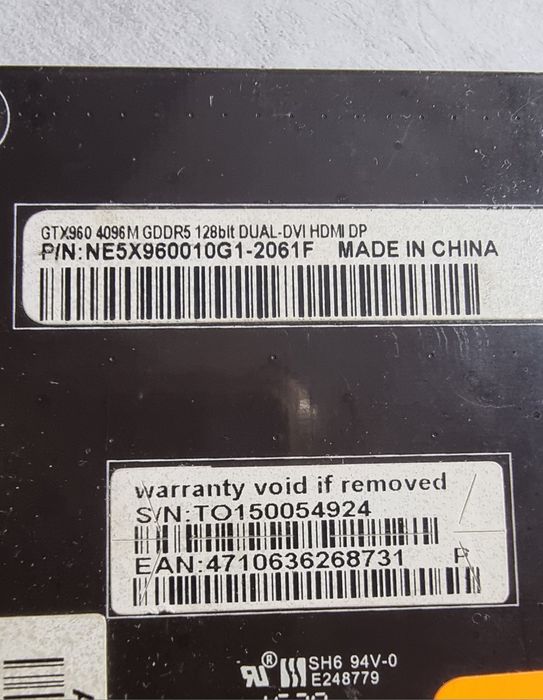 GTX960 4096M GDDR5 128bit DUAL-DVI HDMI DP
P/N:NE5X960010G1-2061F MADE IN CHINA
warranty void if removed
S/N:TO150054924
EAN:4710636268731
SH6 94V-0
E248779